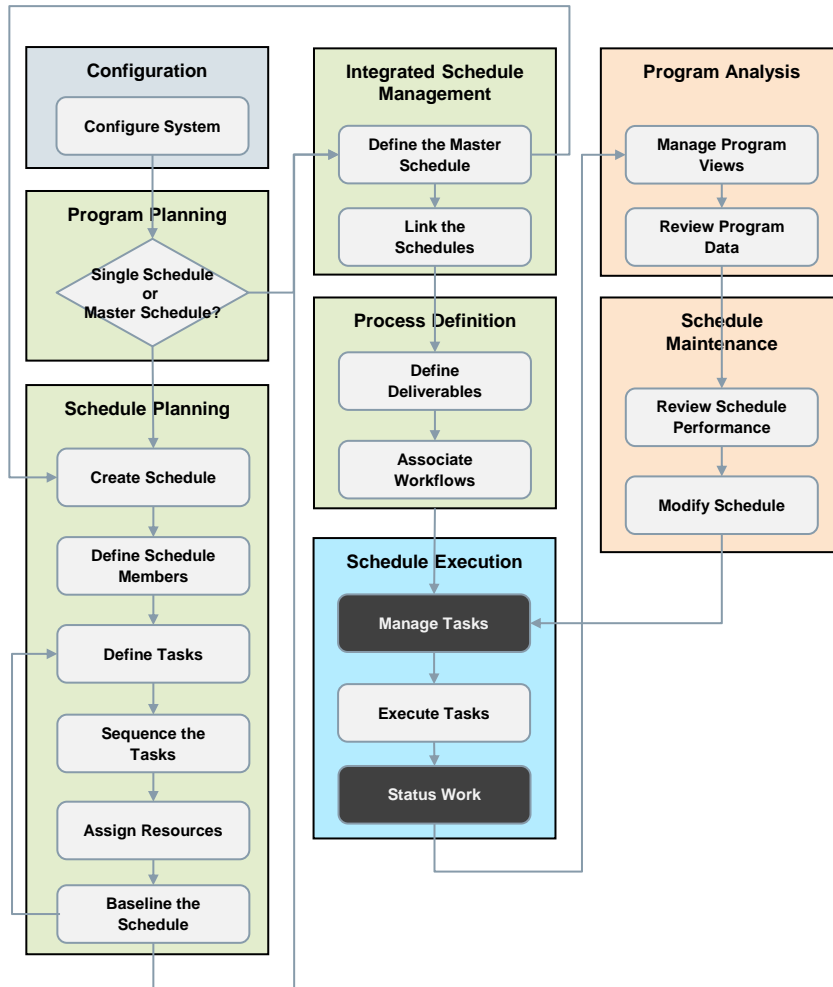 Configuration
Configure System
Program Planning
Single Schedule
or
Master Schedule?
Schedule Planning
Create Schedule
Define Schedule
Members
Define Tasks
Sequence the
Tasks
Assign Resources
Baseline the
Schedule
Integrated Schedule
Management
Define the Master
Schedule
Link the
Schedules
Process Definition
Define
Deliverables
Associate
Workflows
Schedule Execution
Manage Tasks
Execute Tasks
Status Work
Program Analysis
Manage Program
Views
Review Program
Data
Schedule
Maintenance
Review Schedule
Performance
Modify Schedule